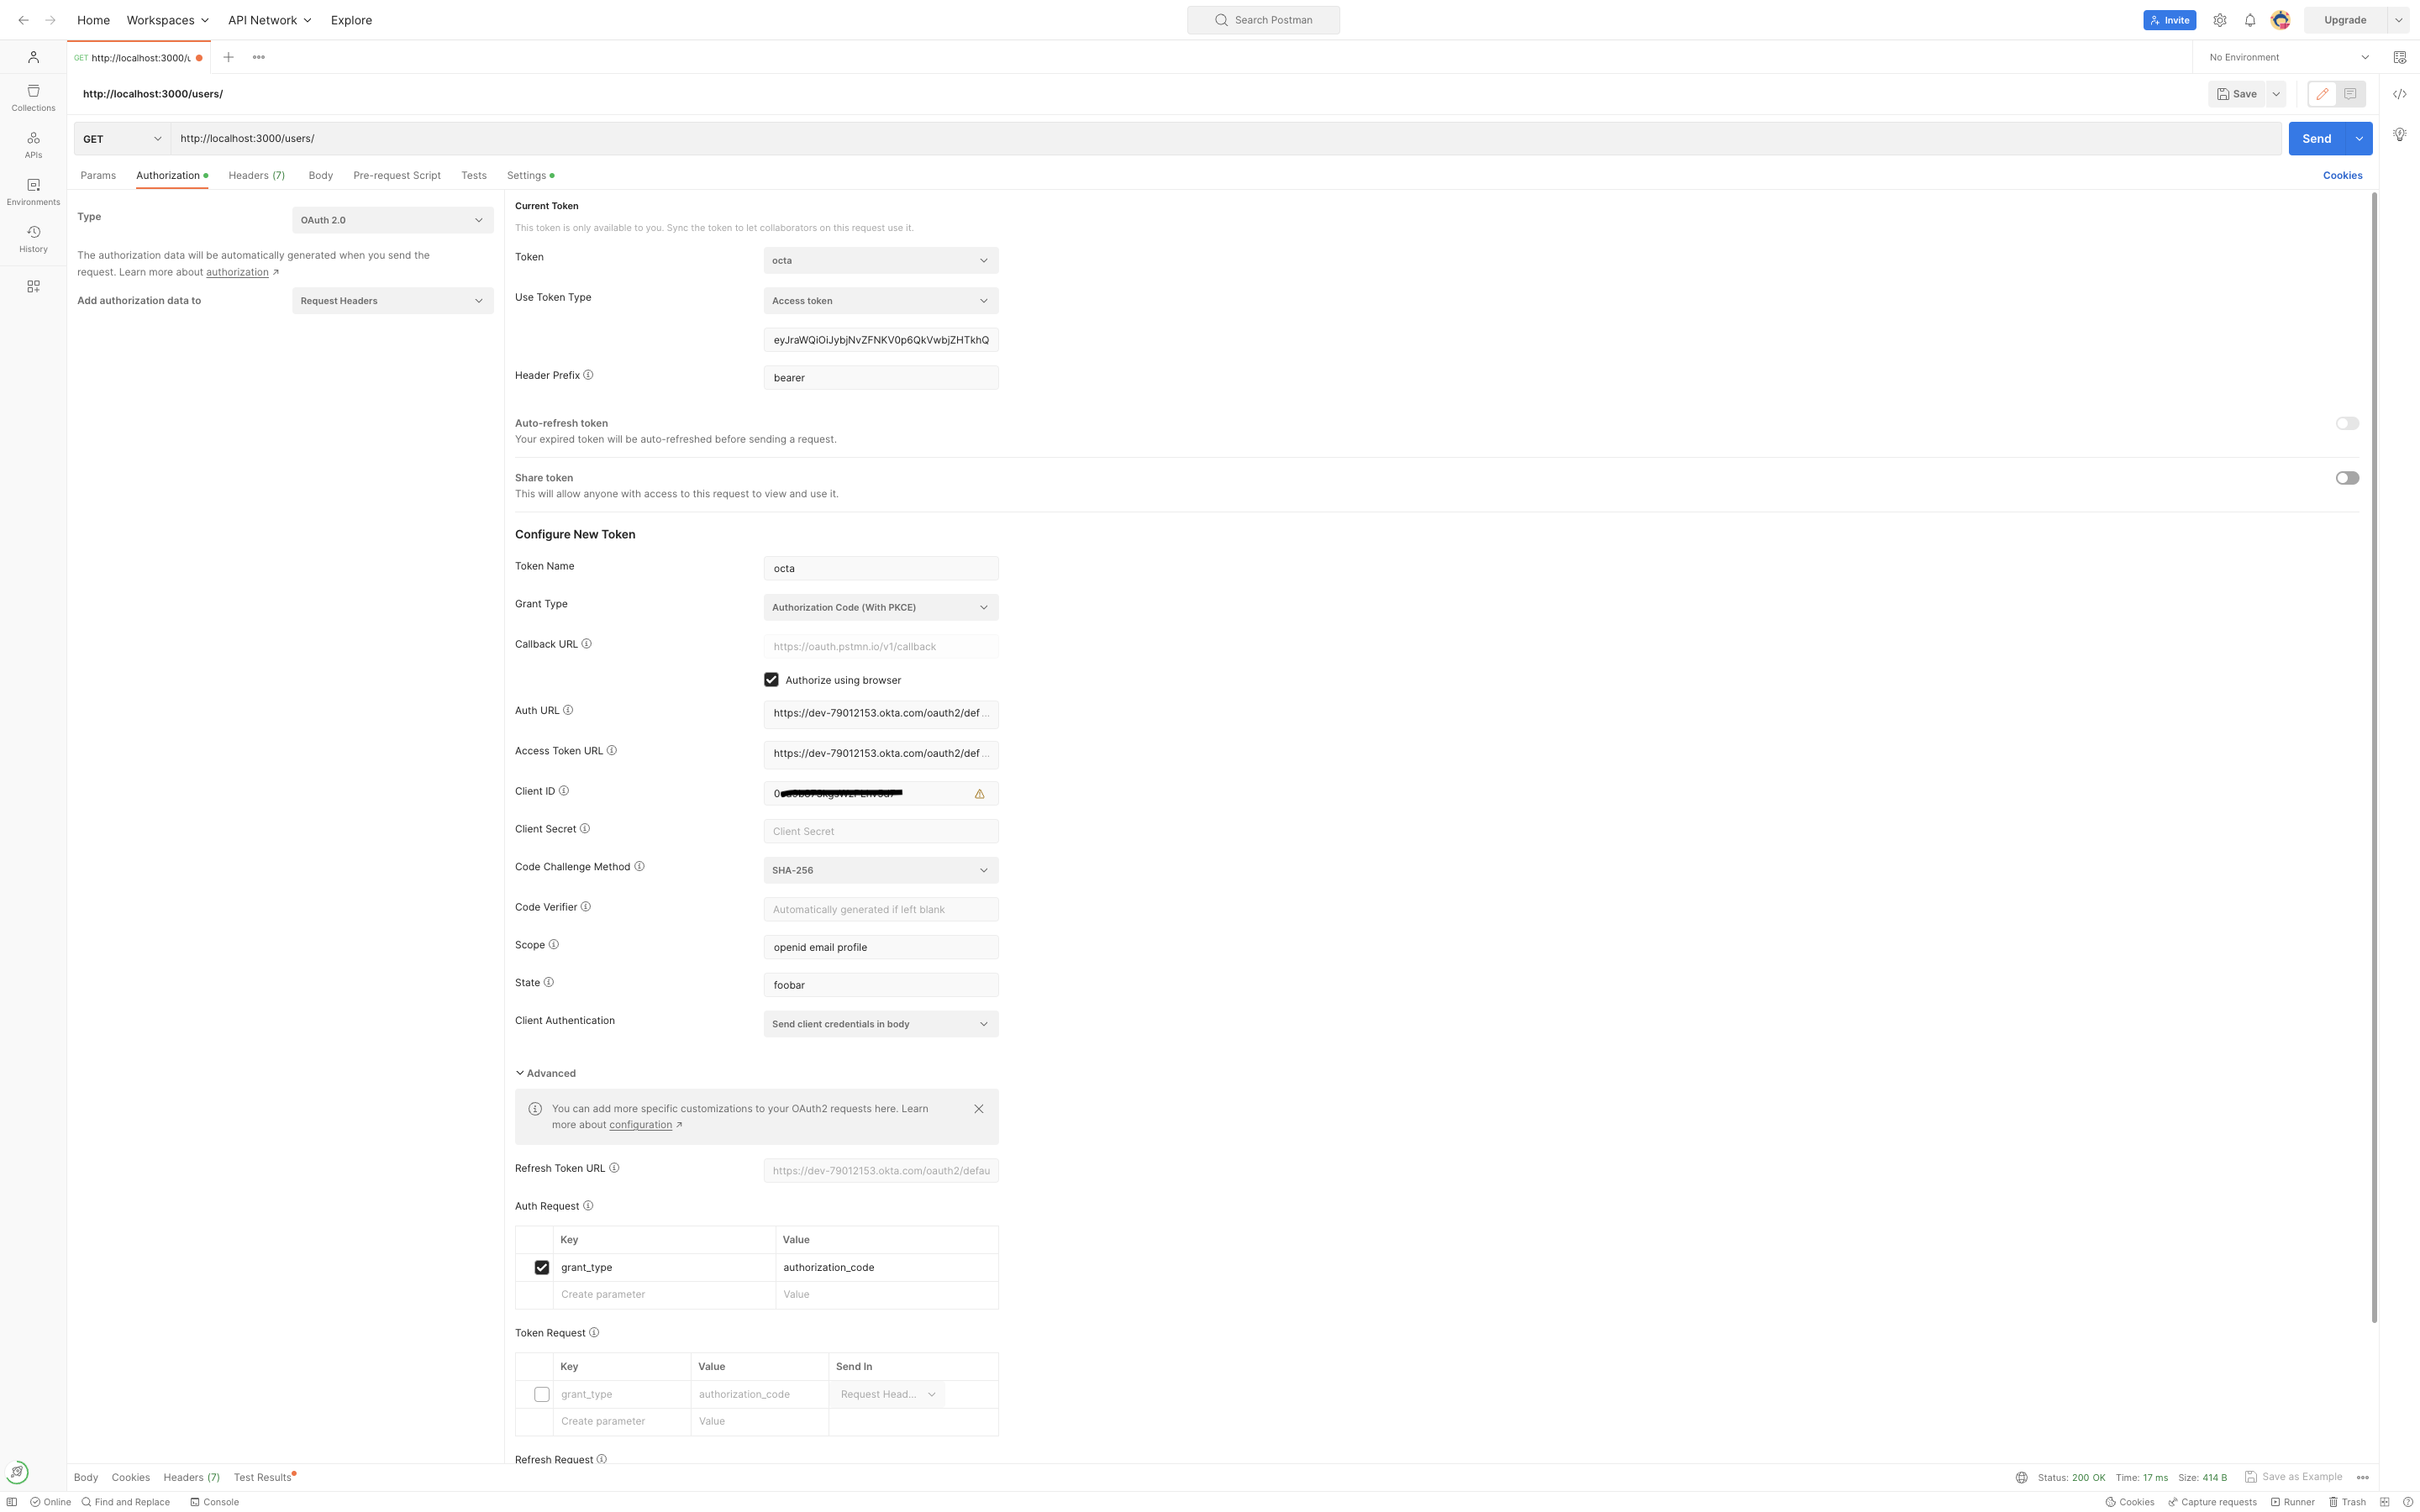 Home Workspaces API Network Explore
Search Postman
Invite
Upgrade
GET http://localhost:3000/u
No Environment
http://localhost:3000/users/
Save
Collections
APIs
Environments
History
GET http://localhost:3000/users/
Send
Params Authorization Headers (7) Body Pre-request Script Tests Settings
Cookies
Type
OAuth 2.0
The authorization data will be automatically generated when you send the
request. Learn more about authorization ↗
Add authorization data to
Request Headers
Current Token
This token is only available to you. Sync the token to let collaborators on this request use it.
Token
octa
Use Token Type
Access token
eyJraWQiOiJybjNvZFNKV0p6QkVwbjZHTkhQ
Header Prefix
bearer
Auto-refresh token
Your expired token will be auto-refreshed before sending a request.
Share token
This will allow anyone with access to this request to view and use it.
Configure New Token
Token Name
octa
Grant Type
Authorization Code (With PKCE)
Callback URL
https://oauth.pstmn.io/v1/callback
Authorize using browser
Auth URL
https://dev-79012153.okta.com/oauth2/def...
Access Token URL
https://dev-79012153.okta.com/oauth2/def...
Client ID
Client Secret
Client Secret
Code Challenge Method
SHA-256
Code Verifier
Automatically generated if left blank
Scope
openid email profile
State
foobar
Client Authentication
Send client credentials in body
Advanced
You can add more specific customizations to your OAuth2 requests here. Learn
more about configuration ↗
Refresh Token URL
https://dev-79012153.okta.com/oauth2/defau
Auth Request
Key Value
grant_type authorization_code
Create parameter Value
Token Request
Key Value Send In
grant_type authorization_code Request Head...
Create parameter Value
Refresh Request
Body Cookies Headers (7) Test Results
Status: 200 OK Time: 17 ms Size: 414 B Save as Example
Online Find and Replace Console
Cookies Capture requests Runner Trash